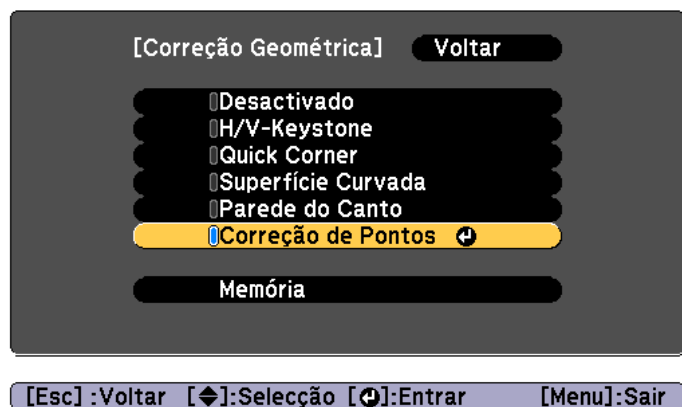 [Correção Geométrica] Voltar
Desactivado
H/V-Keystone
Quick Corner
Superfície Curvada
Parede do Canto
Correção de Pontos
Memória
[Esc] :Voltar []:Selecção []:Entrar [Menu]:Sair